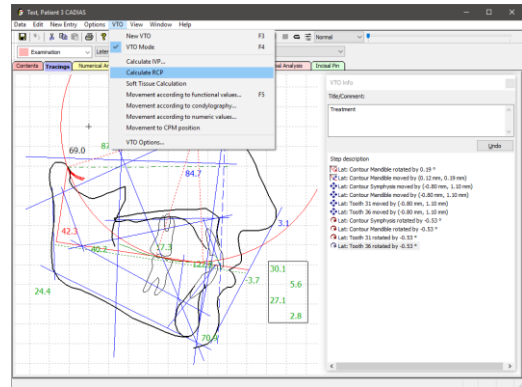 Test, Patient 3 CADIAS
Data Edit New Entry Options VTO View Window Help
New VTO F3
VTO Mode F4
Calculate IVP...
Calculate RCP
Soft Tissue Calculation
Movement according to functional values... F5
Movement according to condylography...
Movement according to numeric values...
Movement to CPM position
VTO Options...
Normal
Examination
Contents Tracings Numerical An al Analysis Incisal Pin
VTO Info
Title/Comment:
Treatment
Undo
Step description
Lat: Contour Mandible rotated by 0.19 °
Lat: Contour Mandible moved by (0.12 mm, 0.19 mm)
Lat: Contour Symphysis moved by (-0.80 mm, 1.10 mm)
Lat: Contour Mandible moved by (-0.80 mm, 1.10 mm)
Lat: Tooth 31 moved by (-0.80 mm, 1.10 mm)
Lat: Tooth 36 moved by (-0.80 mm, 1.10 mm)
Lat: Contour Symphysis rotated by -0.53 °
Lat: Contour Mandible rotated by -0.53 °
Lat: Tooth 31 rotated by -0.53 °
Lat: Tooth 36 rotated by -0.53 °
69.0
84.7
42.3
40.2
-7.3
3.1
-3.7
24.4
30.1
5.6
27.1
2.8